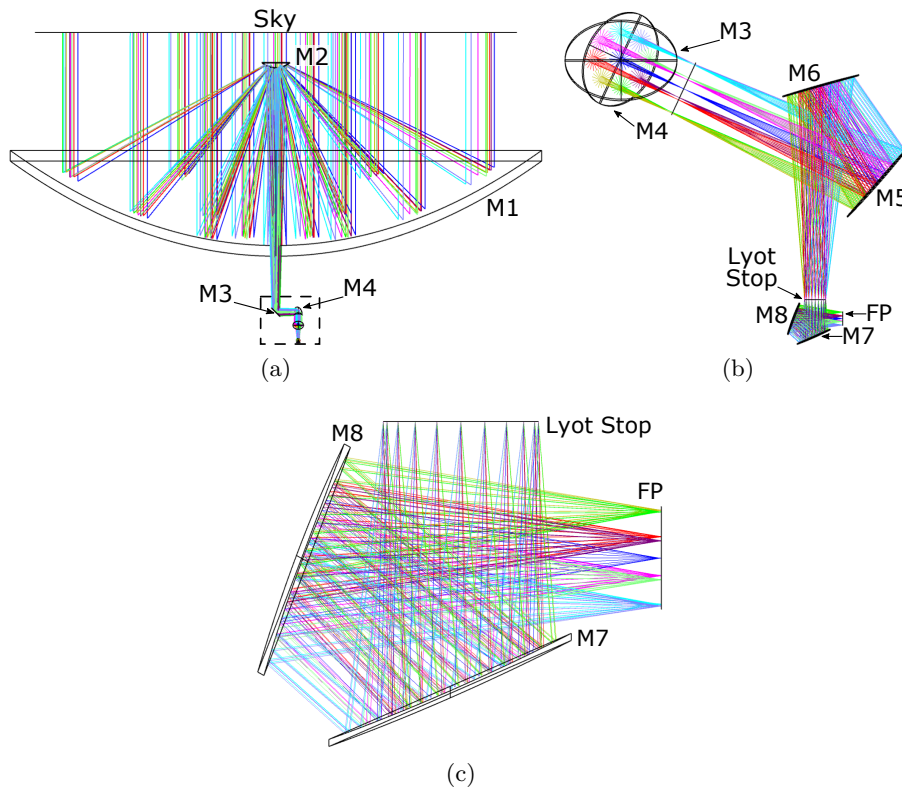 Sky
M2
M1
M3
M4
(a)
M3
M6
M4
M5
Lyot
Stop
M8
FP
M7
(b)
Lyot Stop
M8
FP
M7
(c)